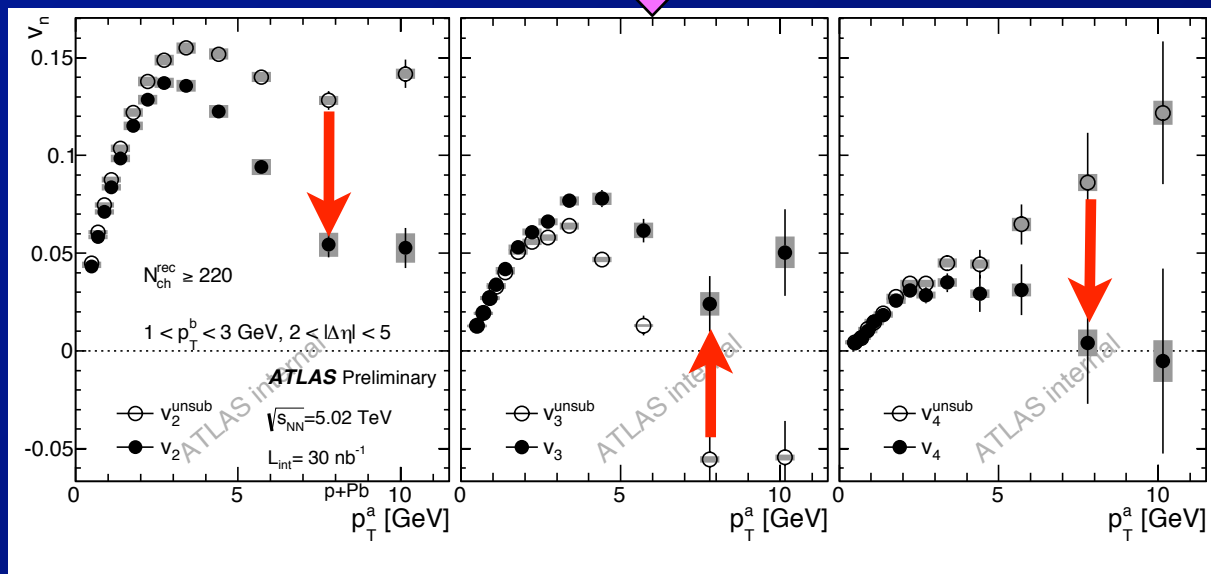 v_n
0.15
0.1
0.05
0
-0.05
N_ch^rec ≥ 220
1 < p_T^b < 3 GeV, 2 < |Δη| < 5
ATLAS internal
ATLAS Preliminary
√s_NN=5.02 TeV
L_int= 30 nb^-1
p+Pb
v_2^unsub
v_2
0 5 10
p_T^a [GeV]
ATLAS internal
v_3^unsub
v_3
0 5 10
p_T^a [GeV]
ATLAS internal
v_4^unsub
v_4
0 5 10
p_T^a [GeV]